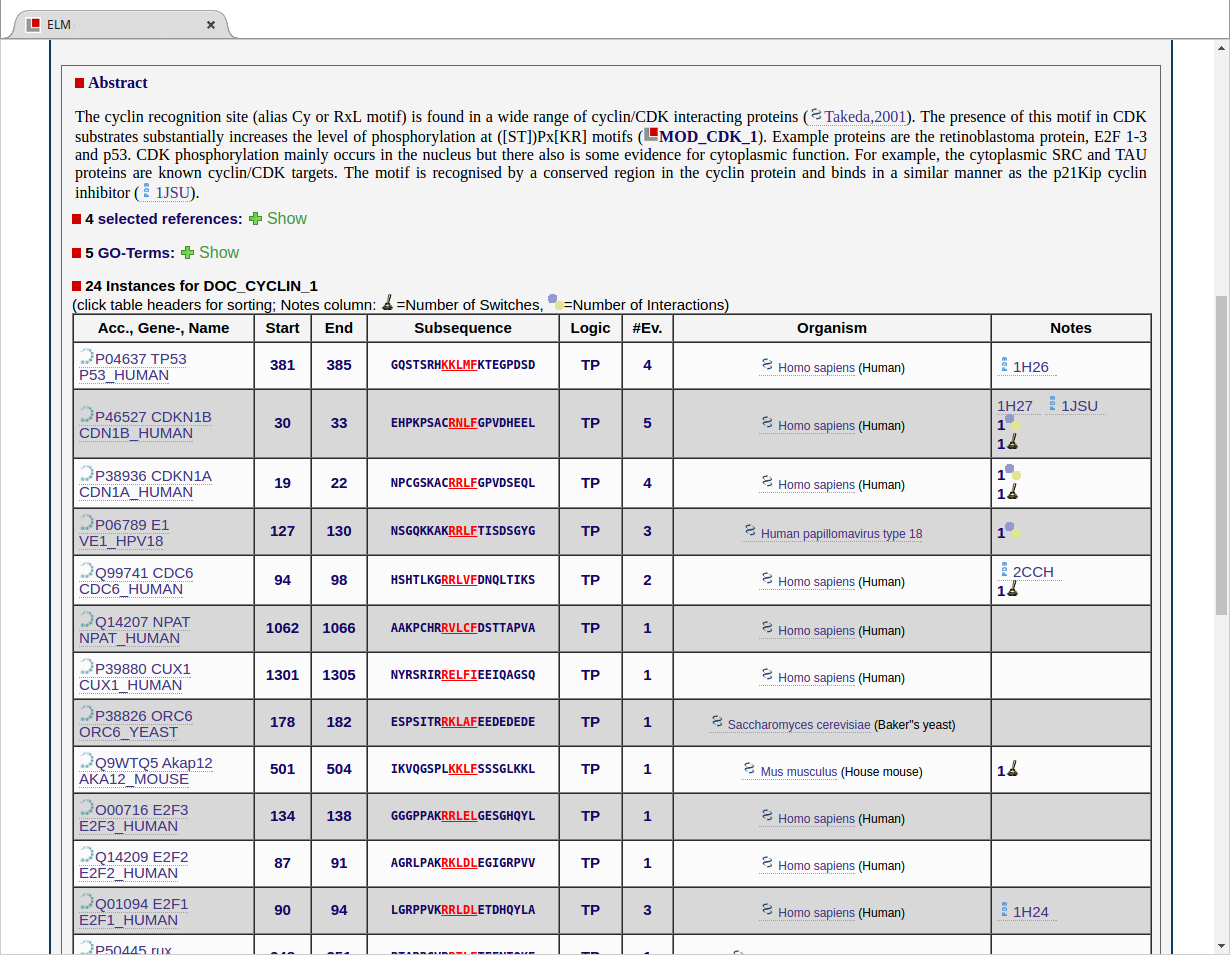 ELM
Abstract
The cyclin recognition site (alias Cy or RxL motif) is found in a wide range of cyclin/CDK interacting proteins (Takeda,2001). The presence of this motif in CDK
substrates substantially increases the level of phosphorylation at ([ST])Px[KR] motifs (MOD_CDK_1). Example proteins are the retinoblastoma protein, E2F 1-3
and p53. CDK phosphorylation mainly occurs in the nucleus but there also is some evidence for cytoplasmic function. For example, the cytoplasmic SRC and TAU
proteins are known cyclin/CDK targets. The motif is recognised by a conserved region in the cyclin protein and binds in a similar manner as the p21Kip cyclin
inhibitor (1JSU).
4 selected references: Show
5 GO-Terms: Show
24 Instances for DOC_CYCLIN_1
(click table headers for sorting; Notes column: =Number of Switches, =Number of Interactions)
Acc., Gene-, Name Start End Subsequence Logic #Ev. Organism Notes
P04637 TP53
P53_HUMAN 381 385 GQSTSRHKKLMFKTEGPDSD TP 4 Homo sapiens (Human) 1H26
P46527 CDKN1B
CDN1B_HUMAN 30 33 EHPKPSACRNLFGPVDHEEL TP 5 Homo sapiens (Human) 1H27 1JSU
1
1
P38936 CDKN1A
CDN1A_HUMAN 19 22 NPCGSKACRRLFGPVDSEQL TP 4 Homo sapiens (Human) 1
1
P06789 E1
VE1_HPV18 127 130 NSGQKKAKRRLFTISDSGYG TP 3 Human papillomavirus type 18 1
Q99741 CDC6
CDC6_HUMAN 94 98 HSHTLKGRRLVFDNQLTIKS TP 2 Homo sapiens (Human) 2CCH
1
Q14207 NPAT
NPAT_HUMAN 1062 1066 AAKPCHRRVLCFDSTTAPVA TP 1 Homo sapiens (Human)
P39880 CUX1
CUX1_HUMAN 1301 1305 NYRSRIRRELFIEEIQAGSQ TP 1 Homo sapiens (Human)
P38826 ORC6
ORC6_YEAST 178 182 ESPSITRRKLAFEEDEDEDE TP 1 Saccharomyces cerevisiae (Baker"s yeast)
Q9WTQ5 Akap12
AKA12_MOUSE 501 504 IKVQGSPLKKLFSSSGLKKL TP 1 Mus musculus (House mouse) 1
O00716 E2F3
E2F3_HUMAN 134 138 GGGPPAKRRLELGESGHQYL TP 1 Homo sapiens (Human)
Q14209 E2F2
E2F2_HUMAN 87 91 AGRLPAKRKLDLEGIGRPVV TP 1 Homo sapiens (Human)
Q01094 E2F1
E2F1_HUMAN 90 94 LGRPPVKRRLDLETDHQYLA TP 3 Homo sapiens (Human) 1H24
P50445 rux